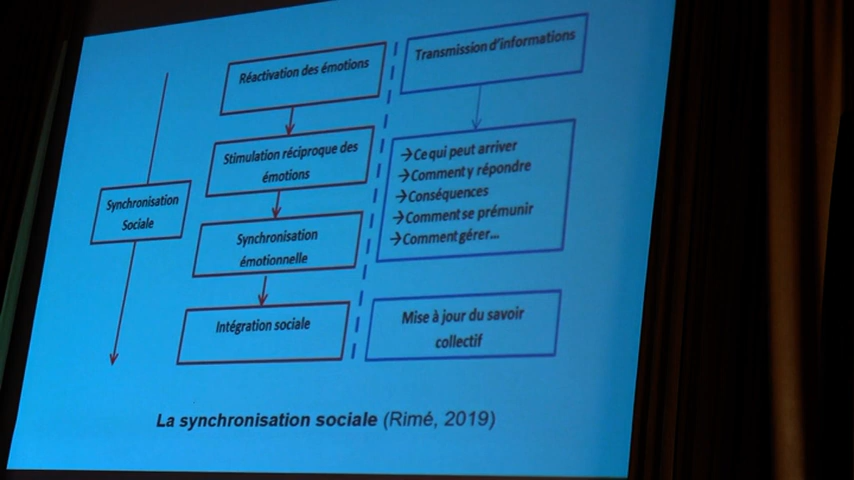 Réactivation des émotions
Transmission d'informations
Stimulation réciproque des
émotions
→Ce qui peut arriver
→Comment y répondre
→Conséquences
→Comment se prémunir
→Comment gérer...
Synchronisation
Sociale
Synchronisation
émotionnelle
Intégration sociale
Mise à jour du savoir
collectif
La synchronisation sociale (Rimé, 2019)